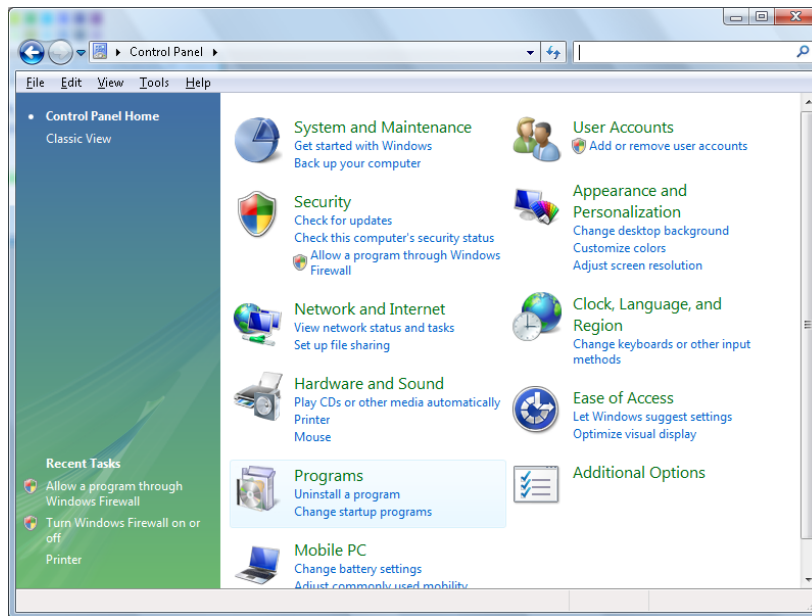 Control Panel
File Edit View Tools Help
Control Panel Home
Classic View
Recent Tasks
Allow a program through
Windows Firewall
Turn Windows Firewall on or
off
Printer
System and Maintenance
Get started with Windows
Back up your computer
Security
Check for updates
Check this computer's security status
Allow a program through Windows
Firewall
Network and Internet
View network status and tasks
Set up file sharing
Hardware and Sound
Play CDs or other media automatically
Printer
Mouse
Programs
Uninstall a program
Change startup programs
Mobile PC
Change battery settings
Adjust commonly used mobility
User Accounts
Add or remove user accounts
Appearance and
Personalization
Change desktop background
Customize colors
Adjust screen resolution
Clock, Language, and
Region
Change keyboards or other input
methods
Ease of Access
Let Windows suggest settings
Optimize visual display
Additional Options